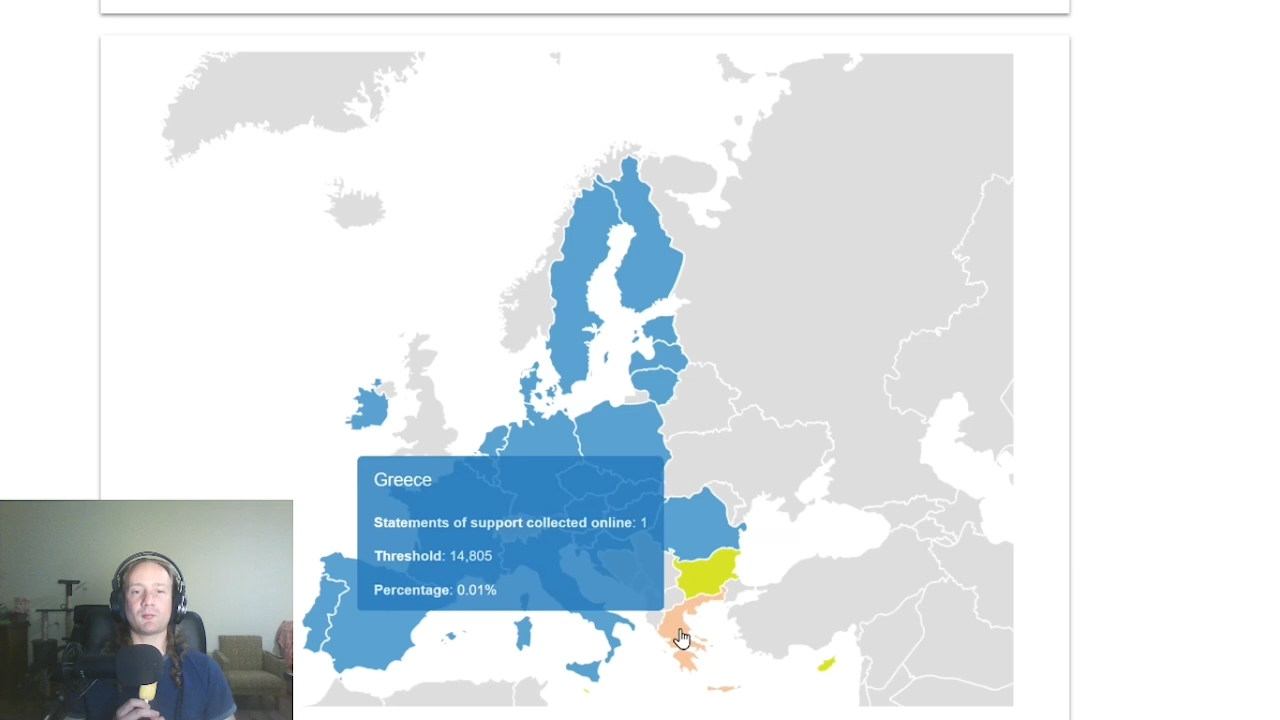 Greece
Statements of support collected online: 1
Threshold: 14,805
Percentage: 0.01%